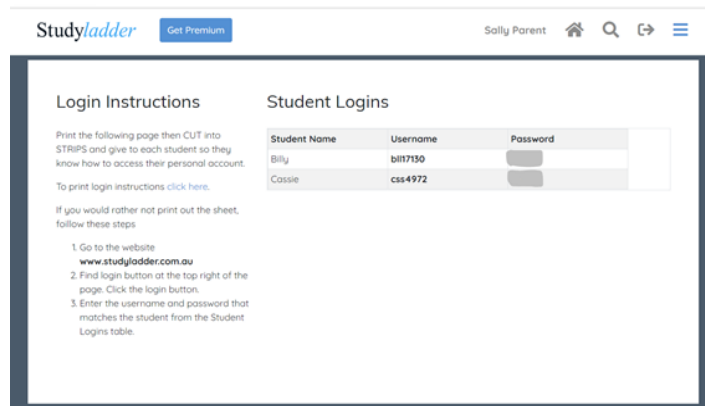 Studyladder
Get Premium
Sally Parent
Login Instructions
Print the following page then CUT into
STRIPS and give to each student so they
know how to access their personal account.
To print login instructions click here.
If you would rather not print out the sheet,
foillow these steps
1. Go to the website
www.studyladder.com.au
2. Find login button at the top right of the
page. Click the login button.
3. Enter the username and password that
matches the student from the Student
Logins table.
Student Logins
Student Name Username Password
Billy bll17130
Cassie css4972